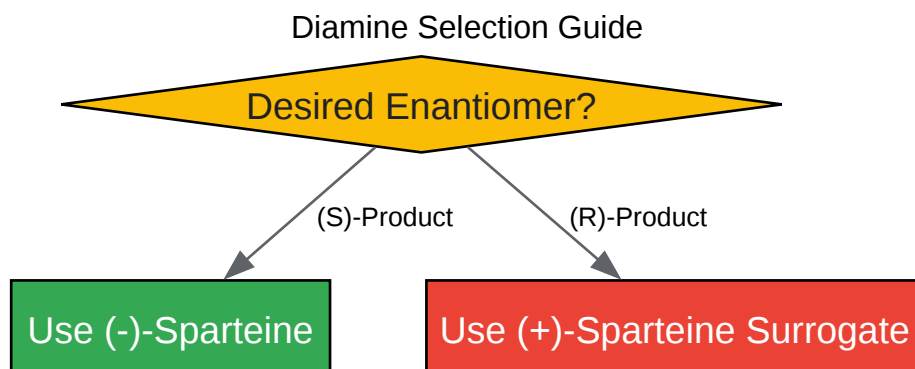 Diamine Selection Guide
Desired Enantiomer?
(S)-Product
(R)-Product
Use (-)-Sparteine
Use (+)-Sparteine Surrogate